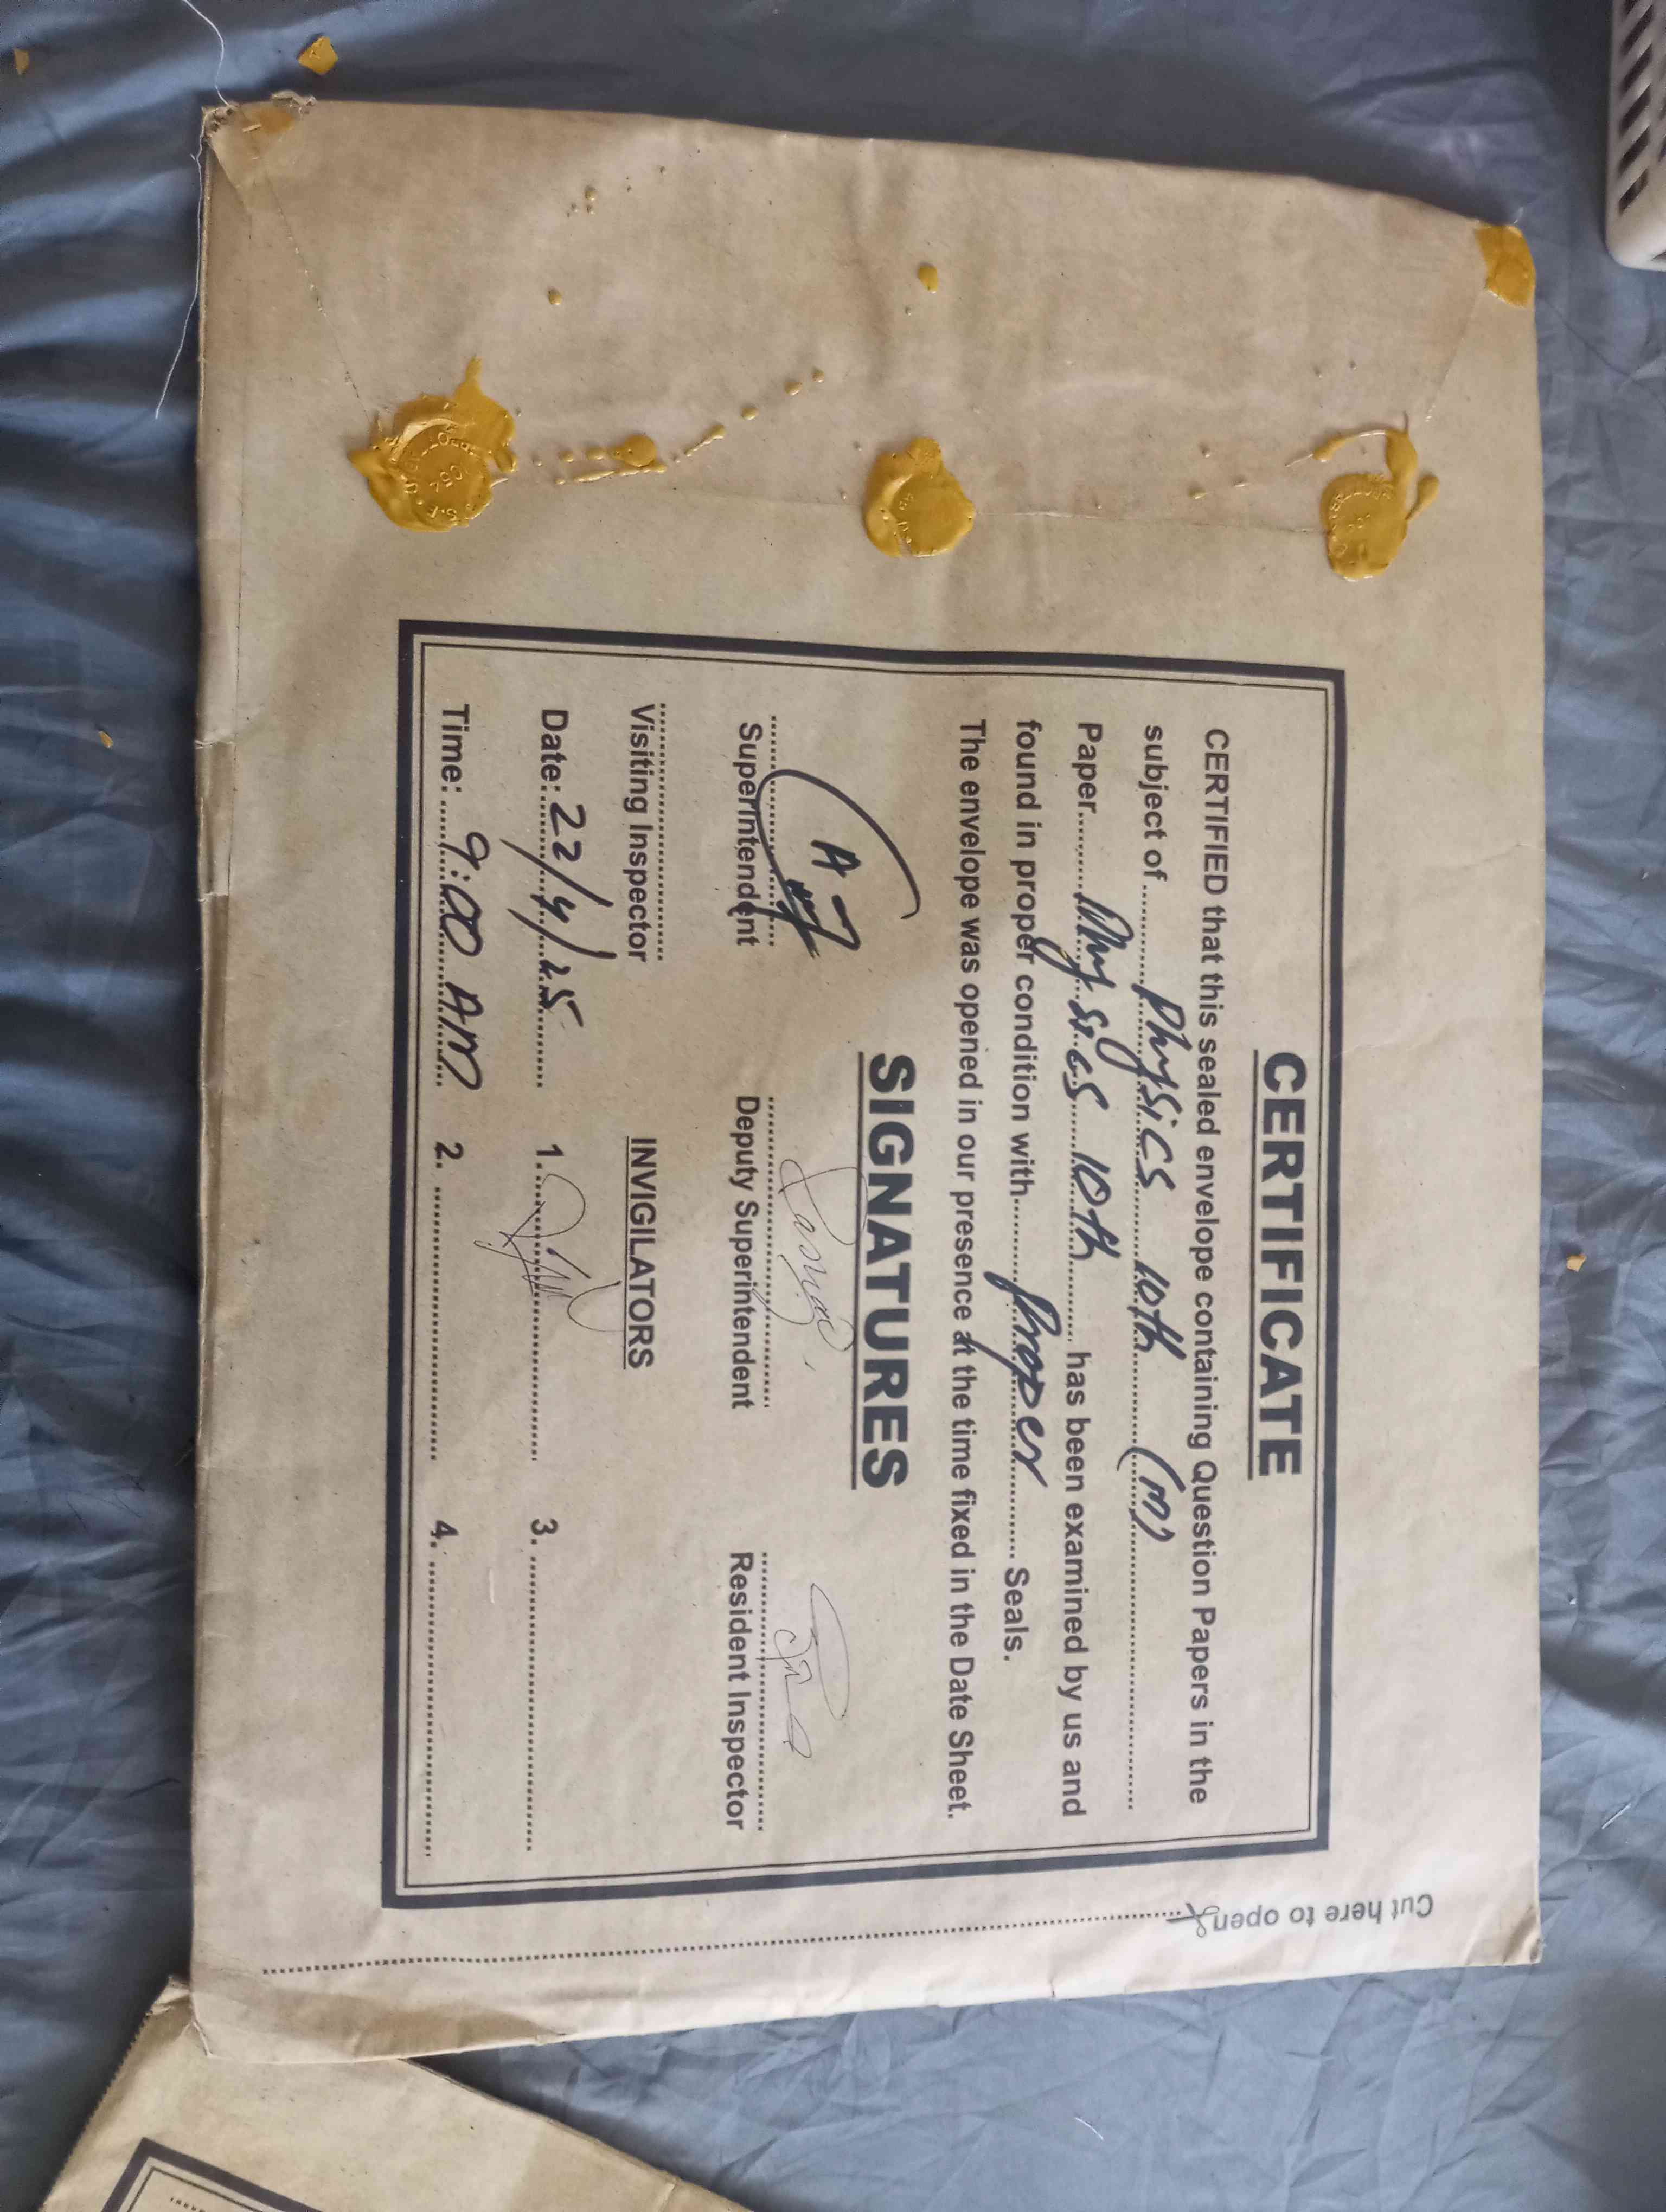 CERTIFICATE
CERTIFIED that this sealed envelope containing Question Papers in the
subject of.......... Physics 10th (M) ..........
Paper.......... Physics 10th .......... has been examined by us and
found in proper condition with.......... Proper .......... Seals.
The envelope was opened in our presence at the time fixed in the Date Sheet.
SIGNATURES
Superintendent Deputy Superintendent Resident Inspector
Visiting Inspector INVIGILATORS
Date: 22/4/25 1. 3.
Time: 9:00 AM 2. 4.
Cut here to open